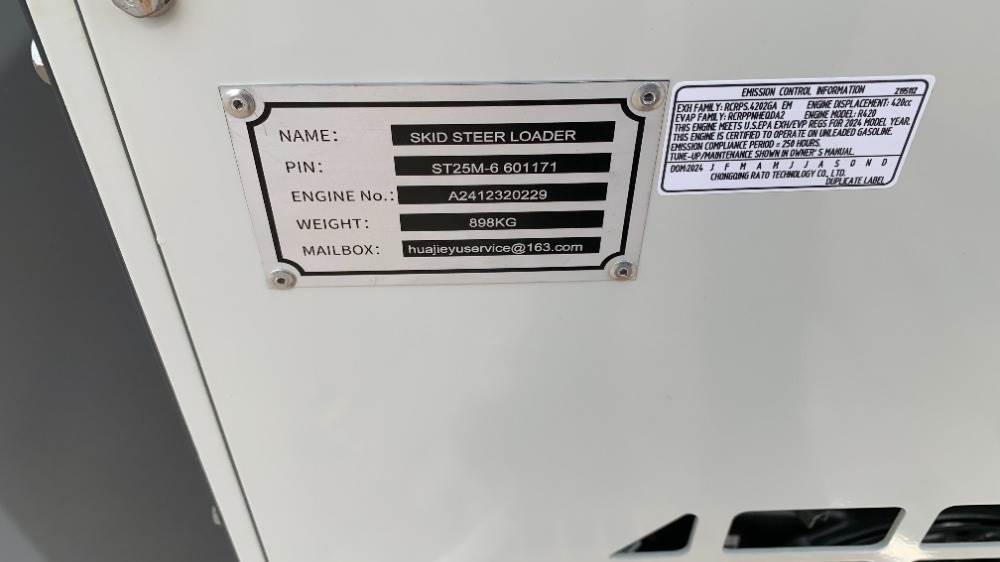 NAME: SKID STEER LOADER
PIN: ST25M-6 601171
ENGINE No.: A2412320229
WEIGHT: 898KG
MAILBOX: huajieyuservice@163.com
EMISSION CONTROL INFORMATION
EXH FAMILY: RCRPS.4202GA EM ENGINE DISPLACEMENT: 420cc
EVAP FAMILY: ENGINE MODEL: R420
THIS ENGINE MEETS U.S.EPA EXH/EVP REGS FOR 2024 MODEL YEAR.
THIS ENGINE IS CERTIFIED TO OPERATE ON UNLEADED GASOLINE.
EMISSION COMPLIANCE PERIOD = 250 HOURS.
TUNE-UP/MAINTENANCE SHOWN IN OWNER'S MANUAL.
DOM:2024 J F M A M J J A S O N D
CHONGQING RATO TECHNOLOGY CO., LTD.
DUPLICATE LABEL